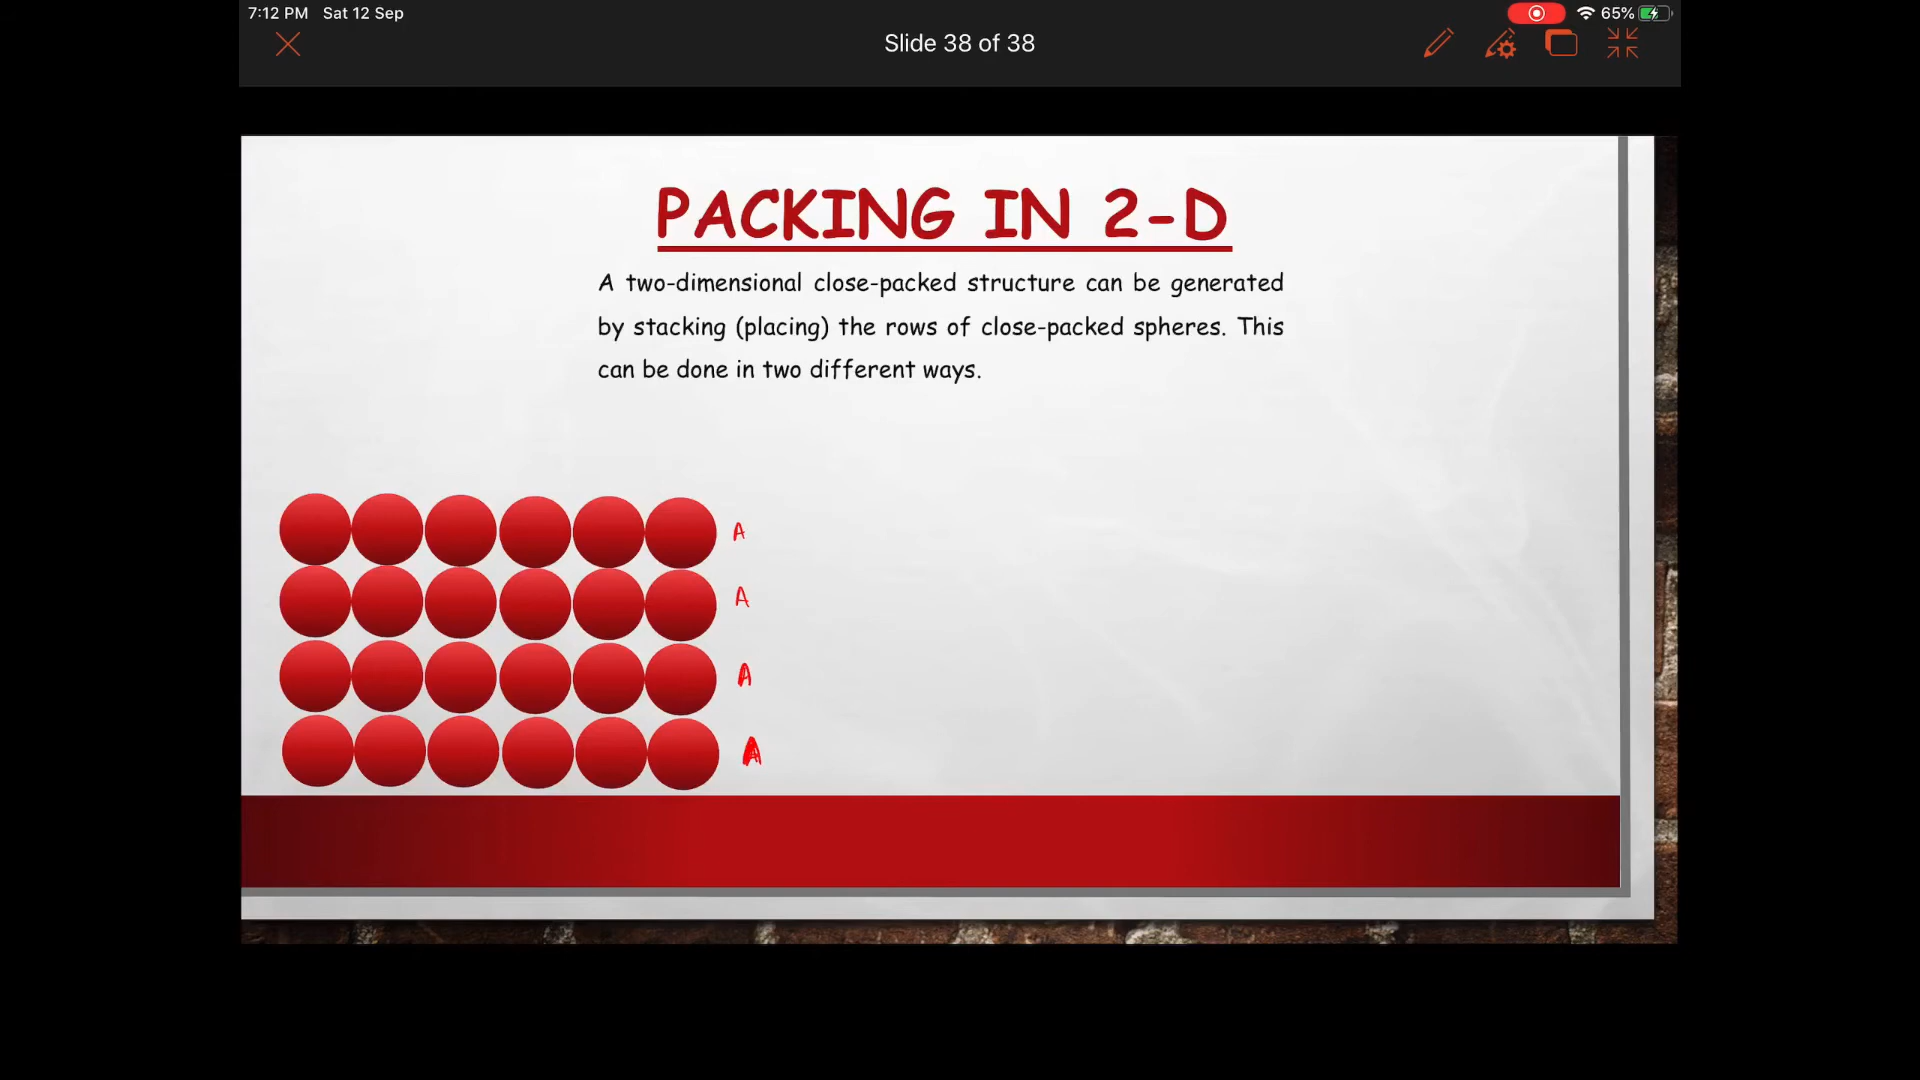 7:12 PM Sat 12 Sep
65%
Slide 38 of 38
PACKING IN 2-D
A two-dimensional close-packed structure can be generated
by stacking (placing) the rows of close-packed spheres. This
can be done in two different ways.
A
A
A
A